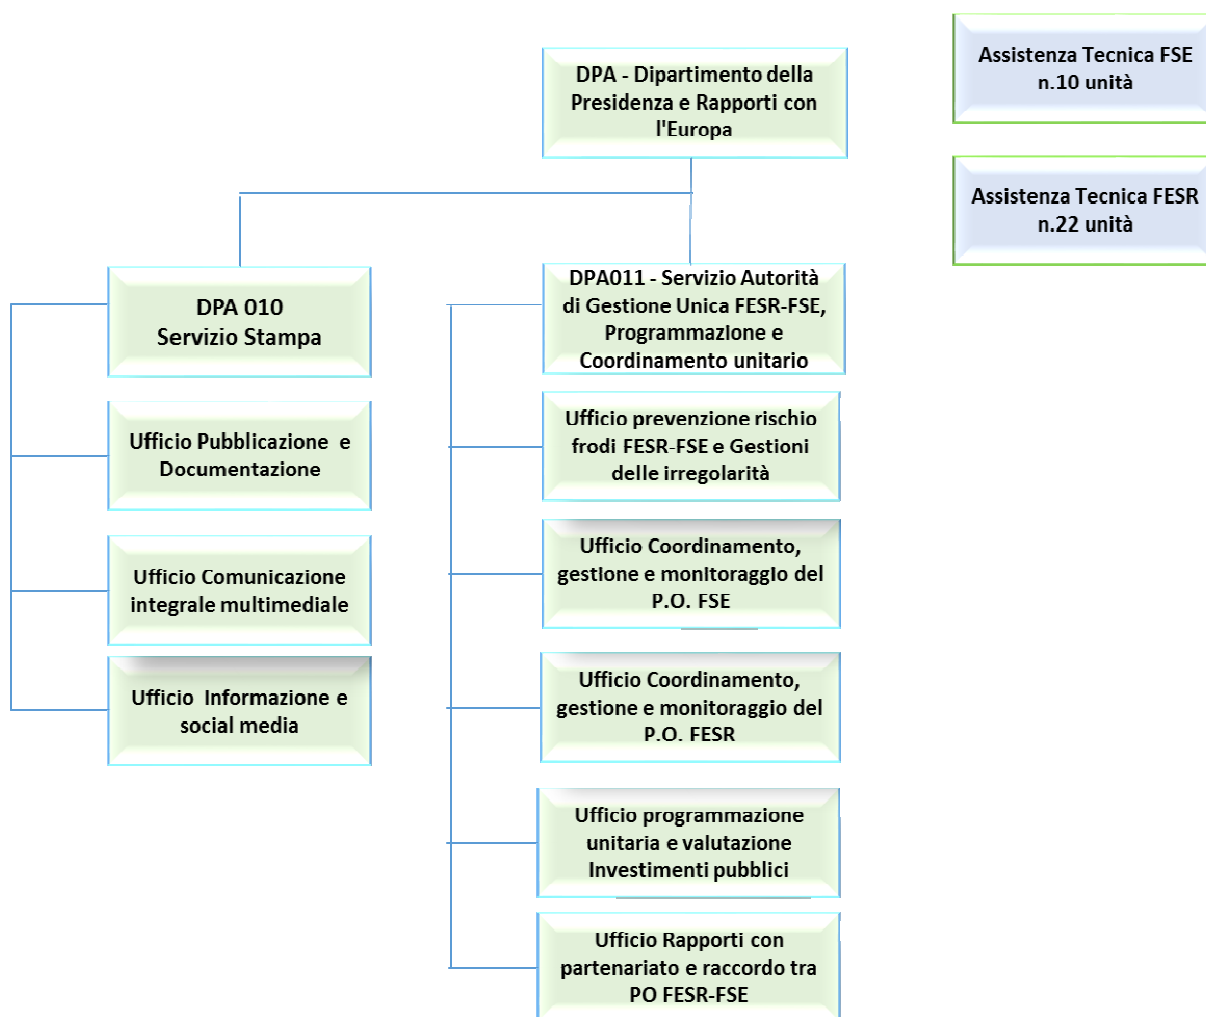 DPA - Dipartimento della
Presidenza e Rapporti con
l'Europa
Assistenza Tecnica FSE
n.10 unità
Assistenza Tecnica FESR
n.22 unità
DPA 010
Servizio Stampa
Ufficio Pubblicazione e
Documentazione
Ufficio Comunicazione
integrale multimediale
Ufficio Informazione e
social media
DPA011 - Servizio Autorità
di Gestione Unica FESR-FSE,
Programmazione e
Coordinamento unitario
Ufficio prevenzione rischio
frodi FESR-FSE e Gestioni
delle irregolarità
Ufficio Coordinamento,
gestione e monitoraggio del
P.O. FSE
Ufficio Coordinamento,
gestione e monitoraggio del
P.O. FESR
Ufficio programmazione
unitaria e valutazione
Investimenti pubblici
Ufficio Rapporti con
partenariato e raccordo tra
PO FESR-FSE